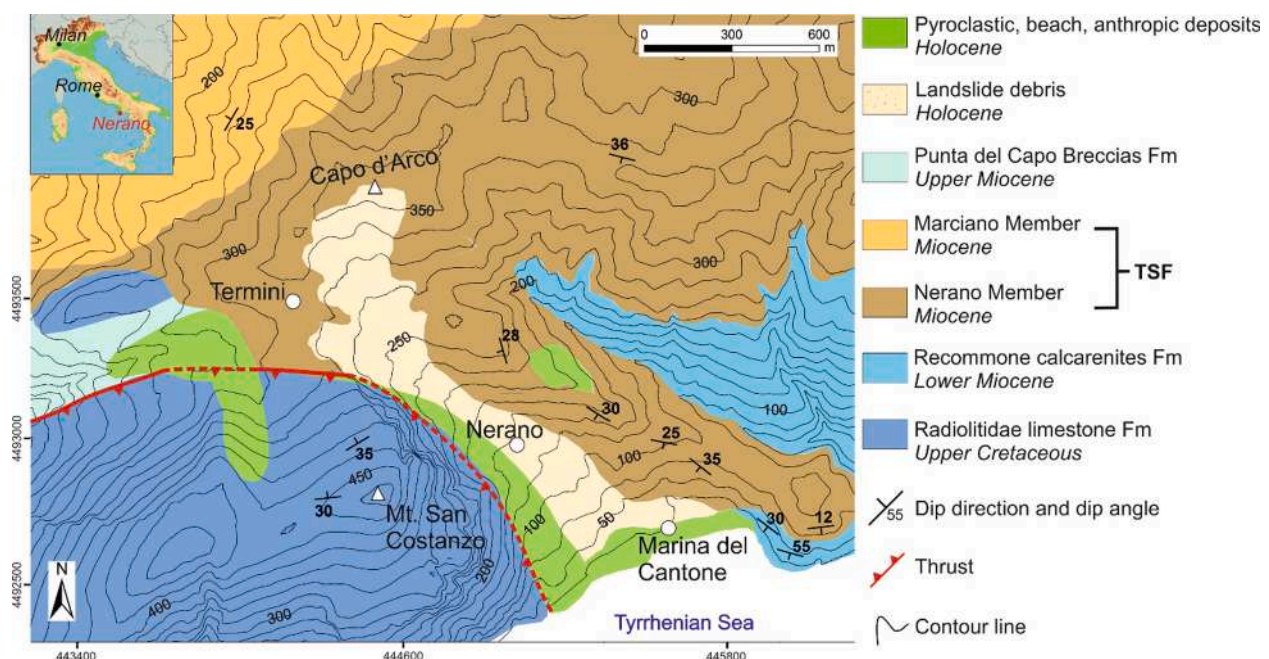 Milan
Rome
Nerano
0 300 600
m
200
25
300
36
Capo d'Arco
350
300
300
200
Termini
250
28
30
Nerano
25
100
35
35
450
30
Mt. San
Costanzo
100
50
30
12
55
Marina del
Cantone
100
200
400
300
N
Tyrrhenian Sea
4493500
4493000
4492500
443400
444600
445800
Pyroclastic, beach, anthropic deposits
Holocene
Landslide debris
Holocene
Punta del Capo Breccias Fm
Upper Miocene
Marciano Member
Miocene
TSF
Nerano Member
Miocene
Recommone calcarenites Fm
Lower Miocene
Radiolitidae limestone Fm
Upper Cretaceous
55
Dip direction and dip angle
Thrust
Contour line